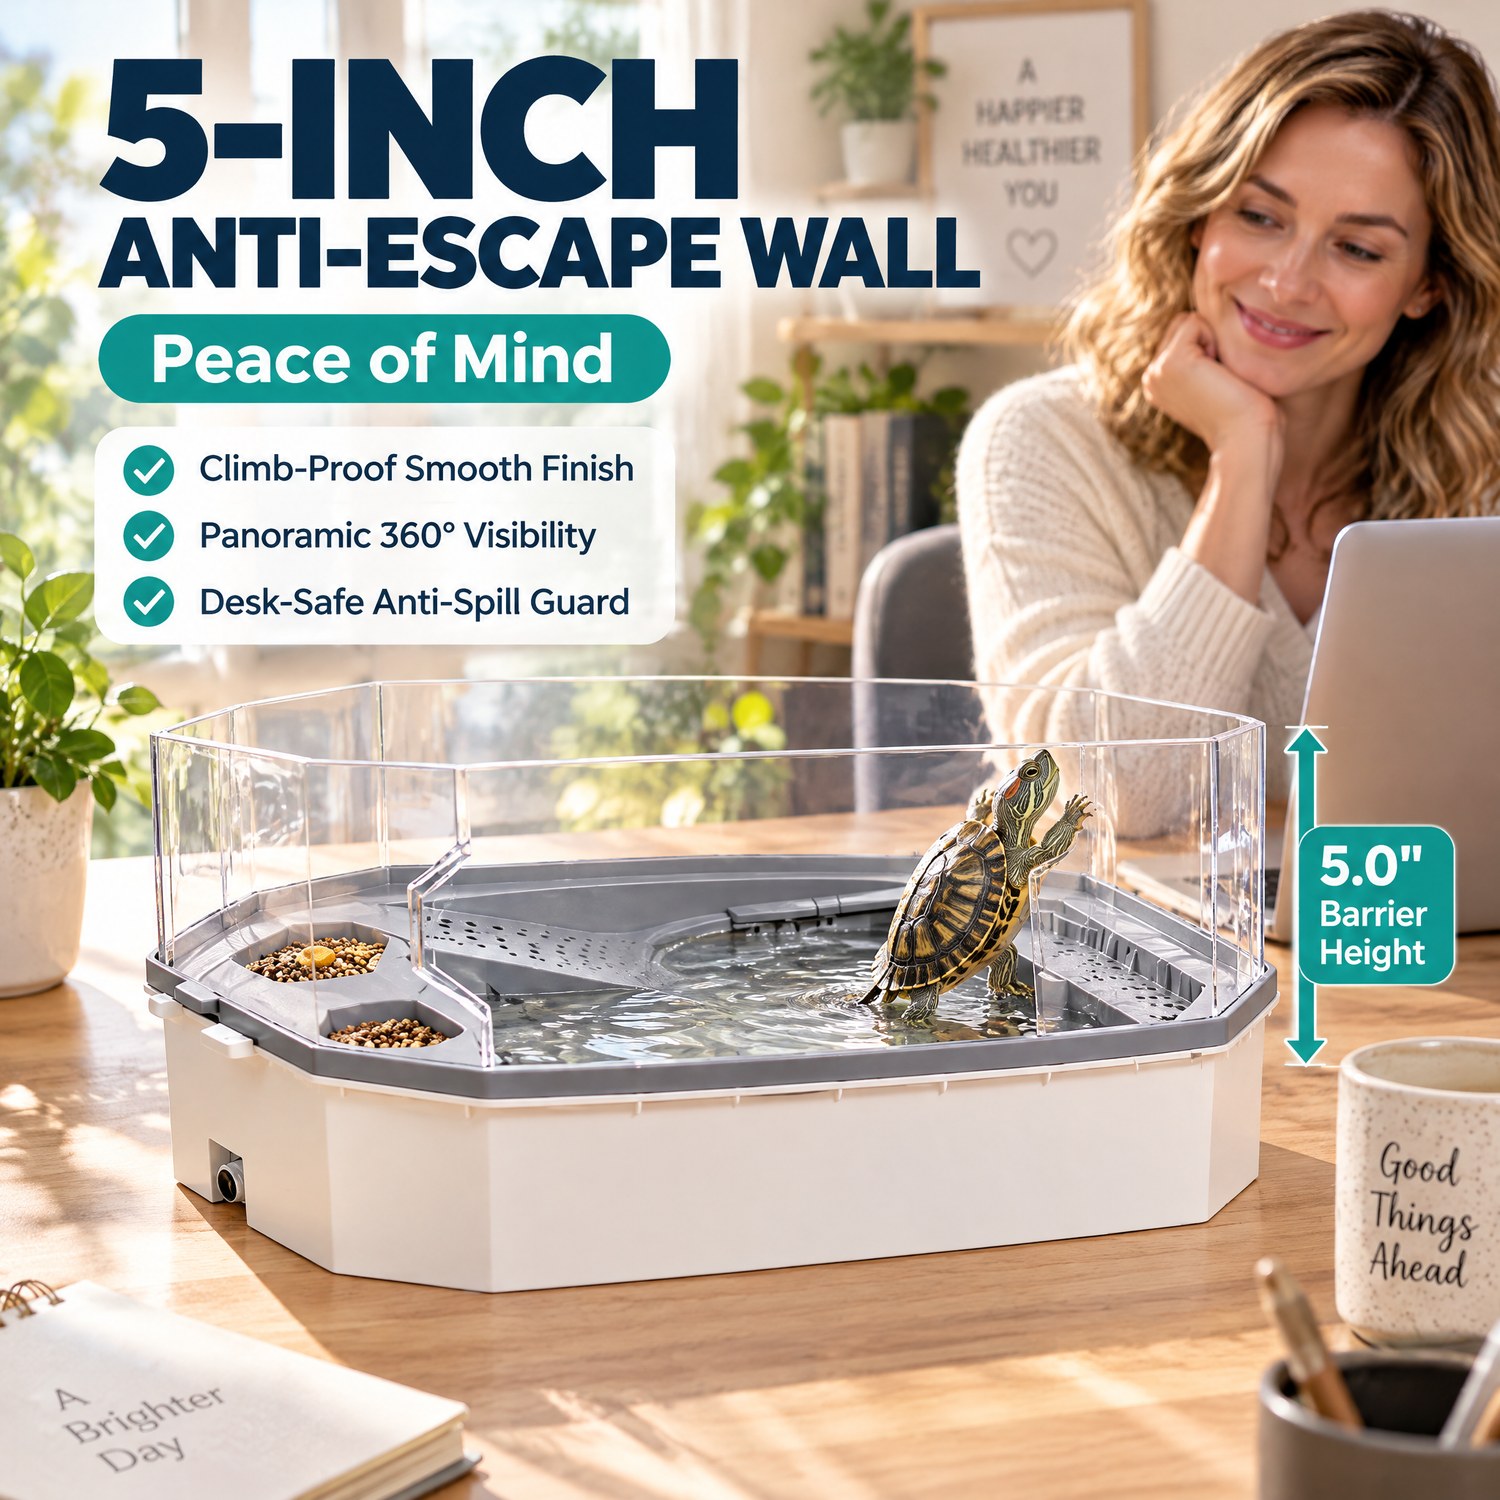 5-INCH
ANTI-ESCAPE WALL
Peace of Mind
Climb-Proof Smooth Finish
Panoramic 360° Visibility
Desk-Safe Anti-Spill Guard
A
HAPPIER
HEALTHIER
YOU
5.0"
Barrier
Height
Good
Things
Ahead
A
Brighter
Day